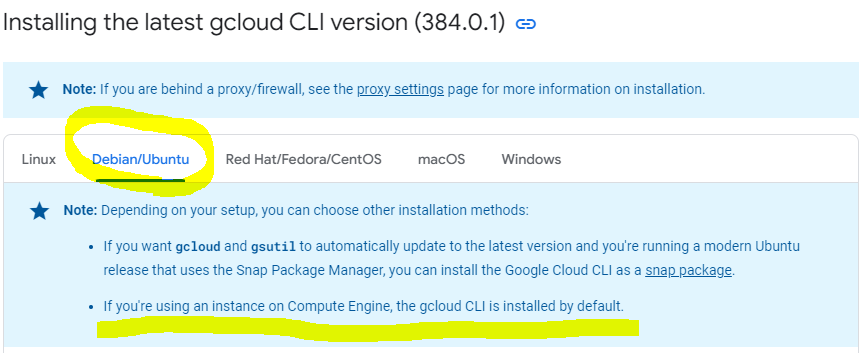 Installing the latest gcloud CLI version (384.0.1)
Note: If you are behind a proxy/firewall, see the proxy settings page for more information on installation.
Linux Debian/Ubuntu Red Hat/Fedora/CentOS macOS Windows
Note: Depending on your setup, you can choose other installation methods:
• If you want gcloud and gsutil to automatically update to the latest version and you're running a modern Ubuntu
release that uses the Snap Package Manager, you can install the Google Cloud CLI as a snap package.
• If you're using an instance on Compute Engine, the gcloud CLI is installed by default.